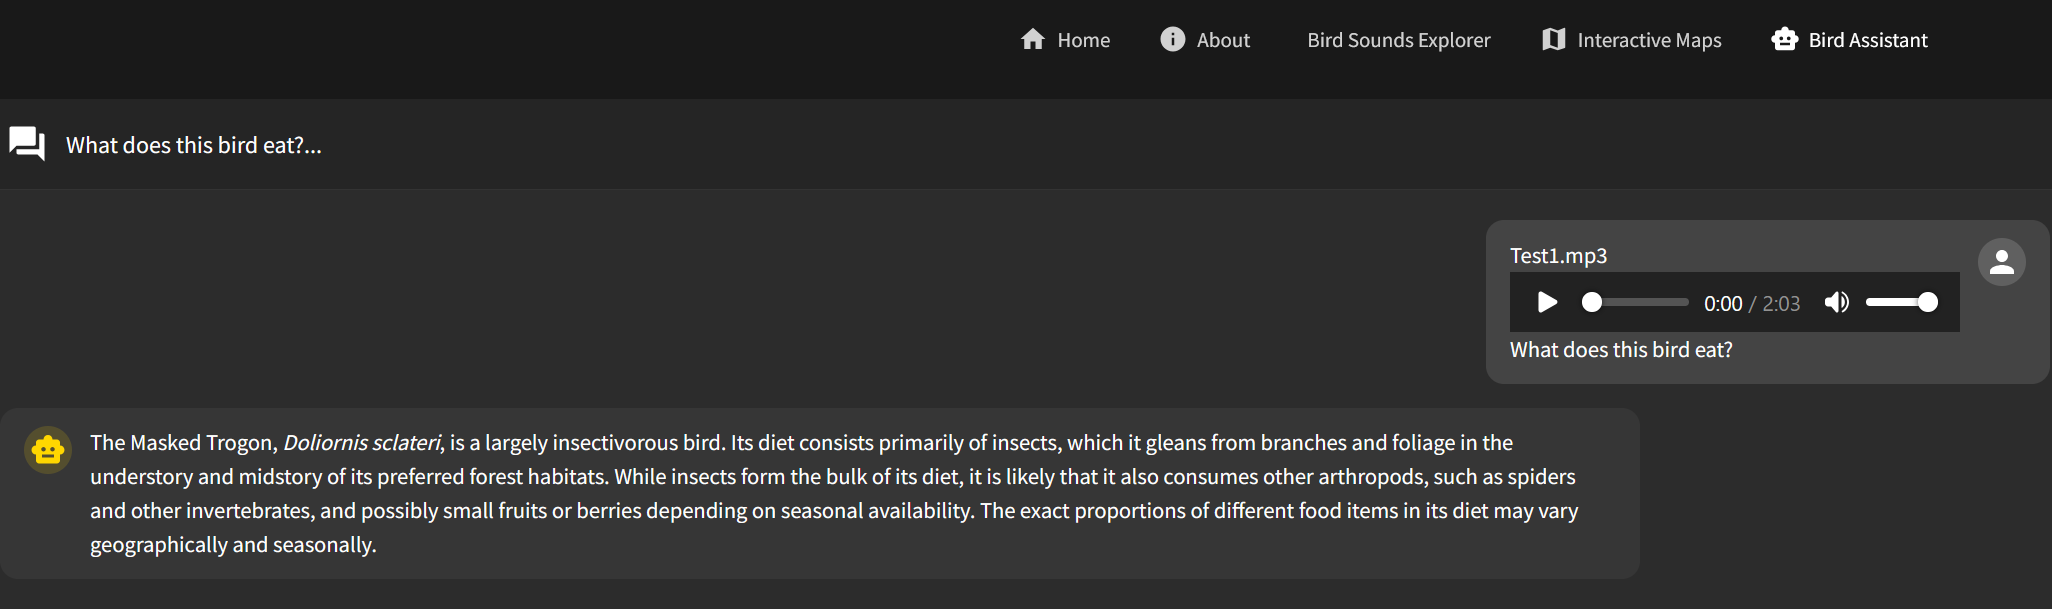 Home About Bird Sounds Explorer Interactive Maps Bird Assistant
What does this bird eat?...
Test1.mp3
0:00 / 2:03
What does this bird eat?
The Masked Trogon, Doliornis sclateri, is a largely insectivorous bird. Its diet consists primarily of insects, which it gleans from branches and foliage in the
understory and midstory of its preferred forest habitats. While insects form the bulk of its diet, it is likely that it also consumes other arthropods, such as spiders
and other invertebrates, and possibly small fruits or berries depending on seasonal availability. The exact proportions of different food items in its diet may vary
geographically and seasonally.